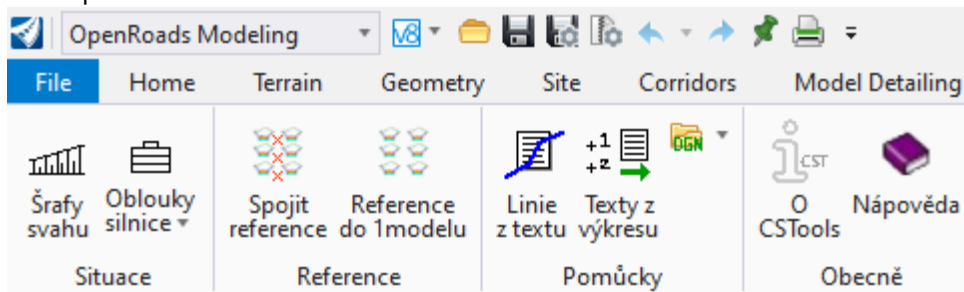 OpenRoads Modeling
V8
File Home Terrain Geometry Site Corridors Model Detailing
+1
+z
DGN
CST
Šrafy svahu
Oblouky silnice
Spojit reference
Reference do 1modelu
Linie z textu
Texty z výkresu
O CSTools
Nápověda
Situace Reference Pomůcky Obecně